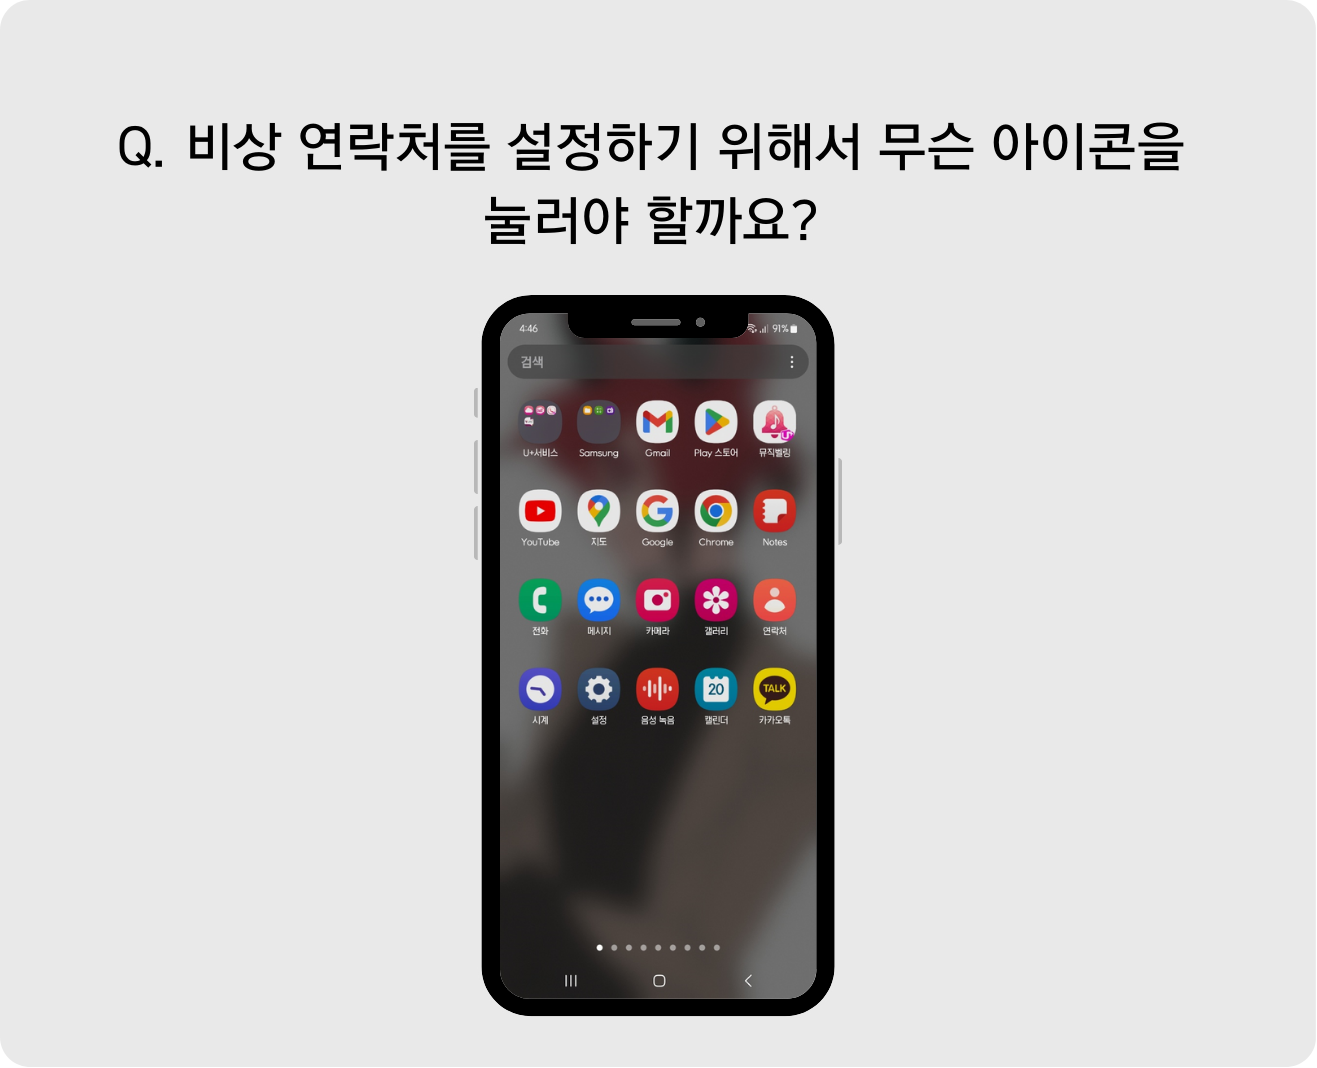 Q. 비상 연락처를 설정하기 위해서 무슨 아이콘을
눌러야 할까요?
4:46 91%
검색
U+서비스 Samsung Gmail Play 스토어 뮤직벨링
YouTube 지도 Google Chrome Notes
전화 메시지 카메라 갤러리 연락처
20 TALK
시계 설정 음성 녹음 캘린더 카카오톡